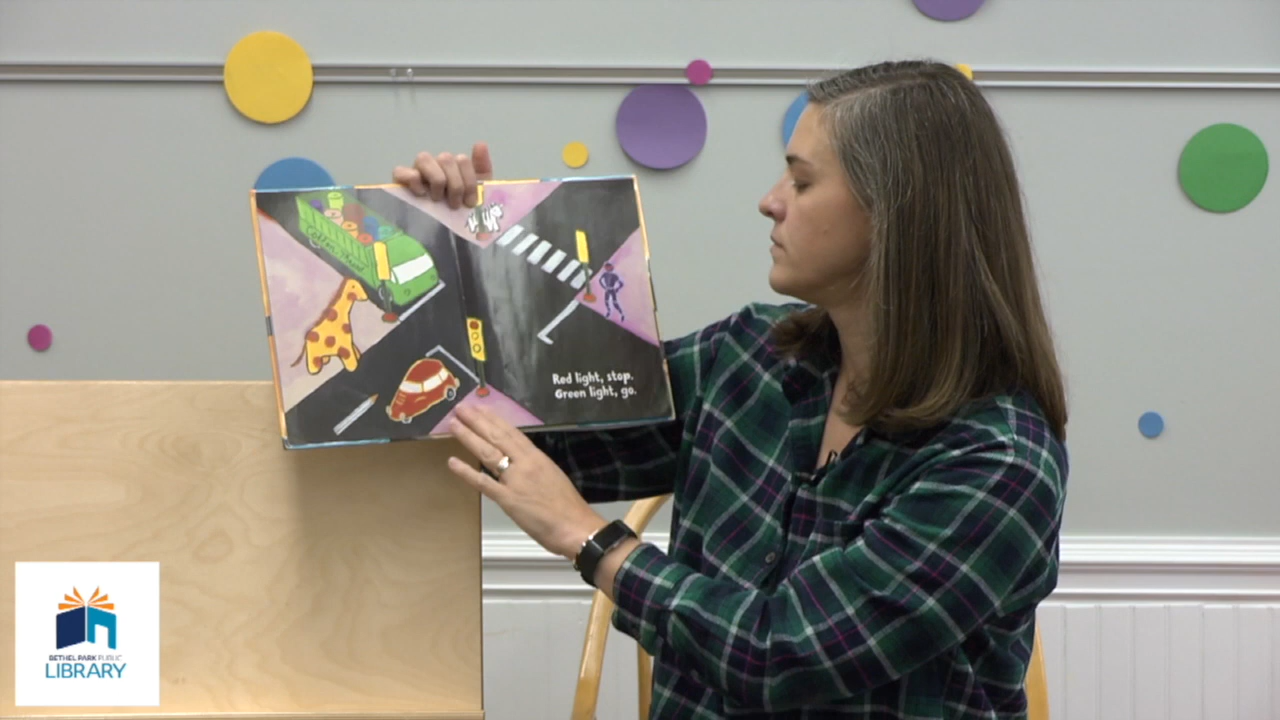 Red light, stop.
Green light, go.
BETHEL PARK PUBLIC
LIBRARY